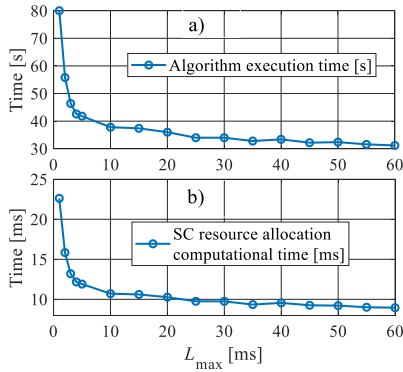 a)
Algorithm execution time [s]
Time [s]
80
70
60
50
40
30
0 10 20 30 40 50 60
b)
SC resource allocation
computational time [ms]
Time [ms]
25
20
15
10
0 10 20 30 40 50 60
Lmax [ms]